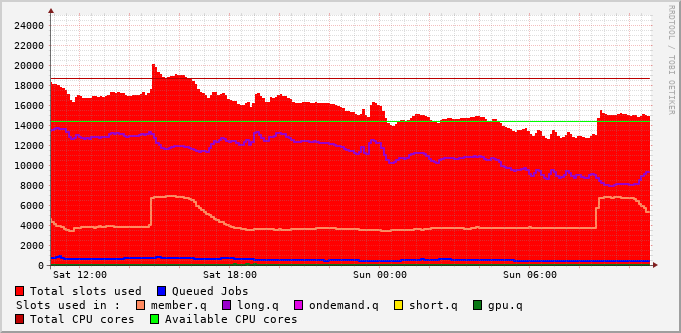 RRDTOOL / TOBI OETIKER
24000
22000
20000
18000
16000
14000
12000
10000
8000
6000
4000
2000
0
Sat 12:00 Sat 18:00 Sun 00:00 Sun 06:00
Total slots used Queued Jobs
Slots used in : member.q long.q ondemand.q short.q gpu.q
Total CPU cores Available CPU cores